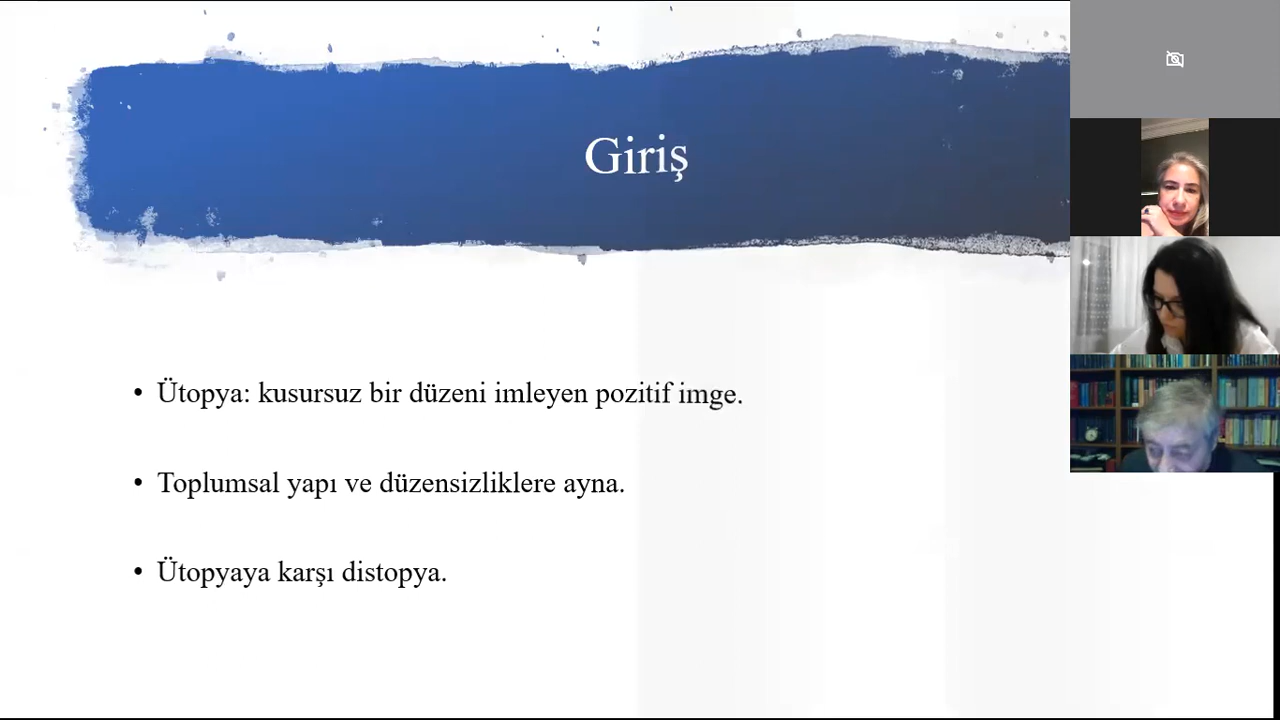 Giriş
• Ütopya: kusursuz bir düzeni imleyen pozitif imge.
• Toplumsal yapı ve düzensizliklere ayna.
• Ütopyaya karşı distopya.